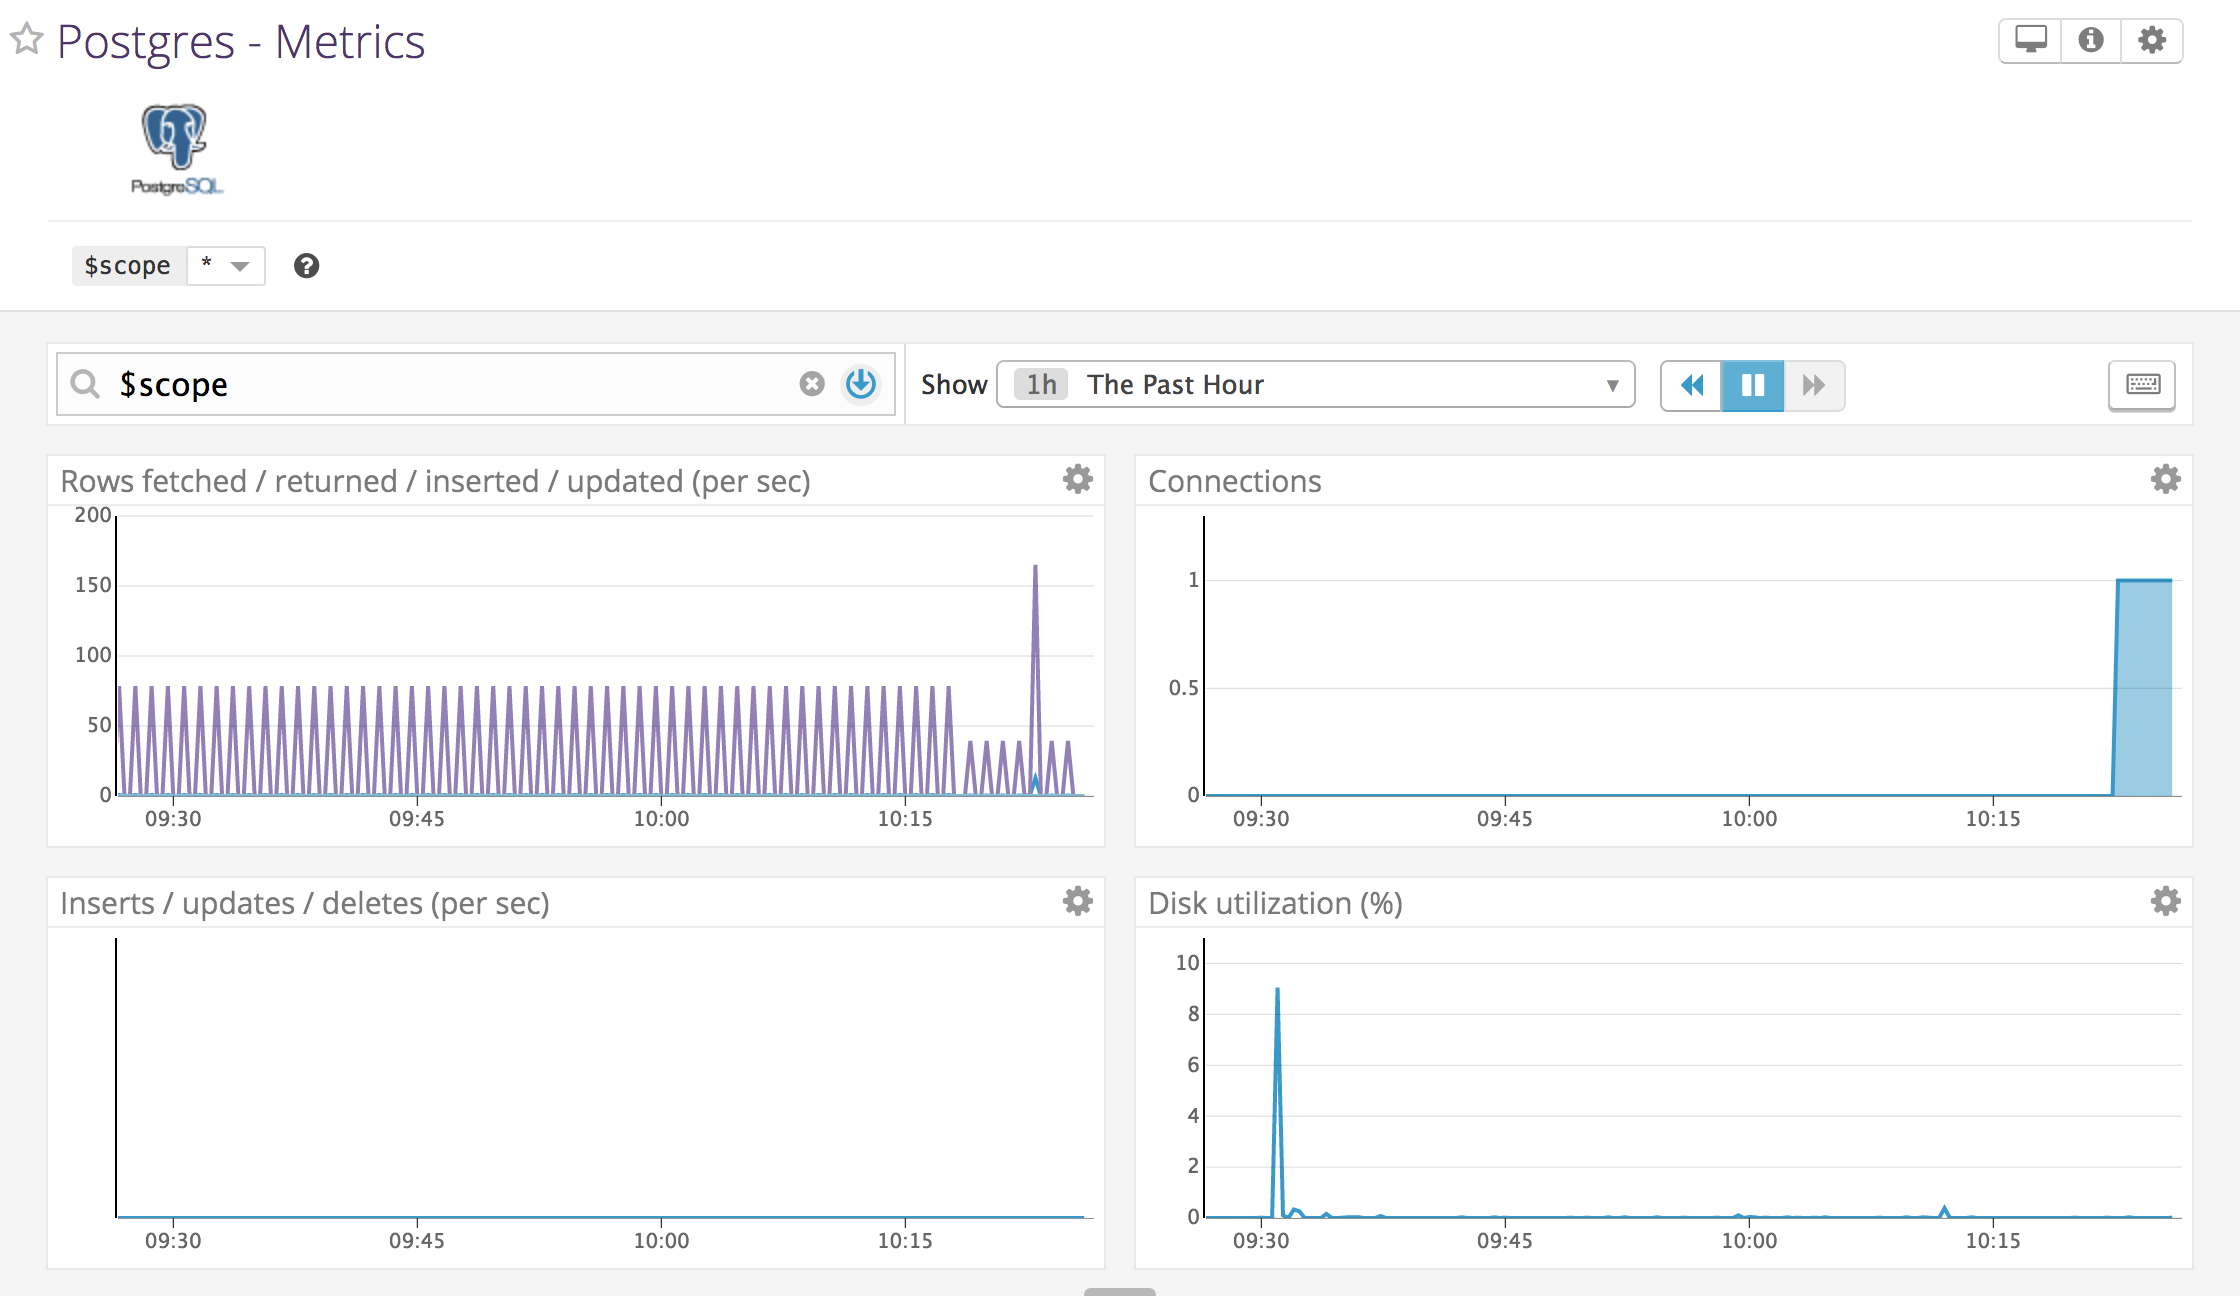 Postgres - Metrics
PostgreSQL
$scope * 
$scope Show 1h The Past Hour
Rows fetched / returned / inserted / updated (per sec)
200
150
100
50
0
09:30 09:45 10:00 10:15
Connections
1
0.5
0
09:30 09:45 10:00 10:15
Inserts / updates / deletes (per sec)
09:30 09:45 10:00 10:15
Disk utilization (%)
10
8
6
4
2
0
09:30 09:45 10:00 10:15